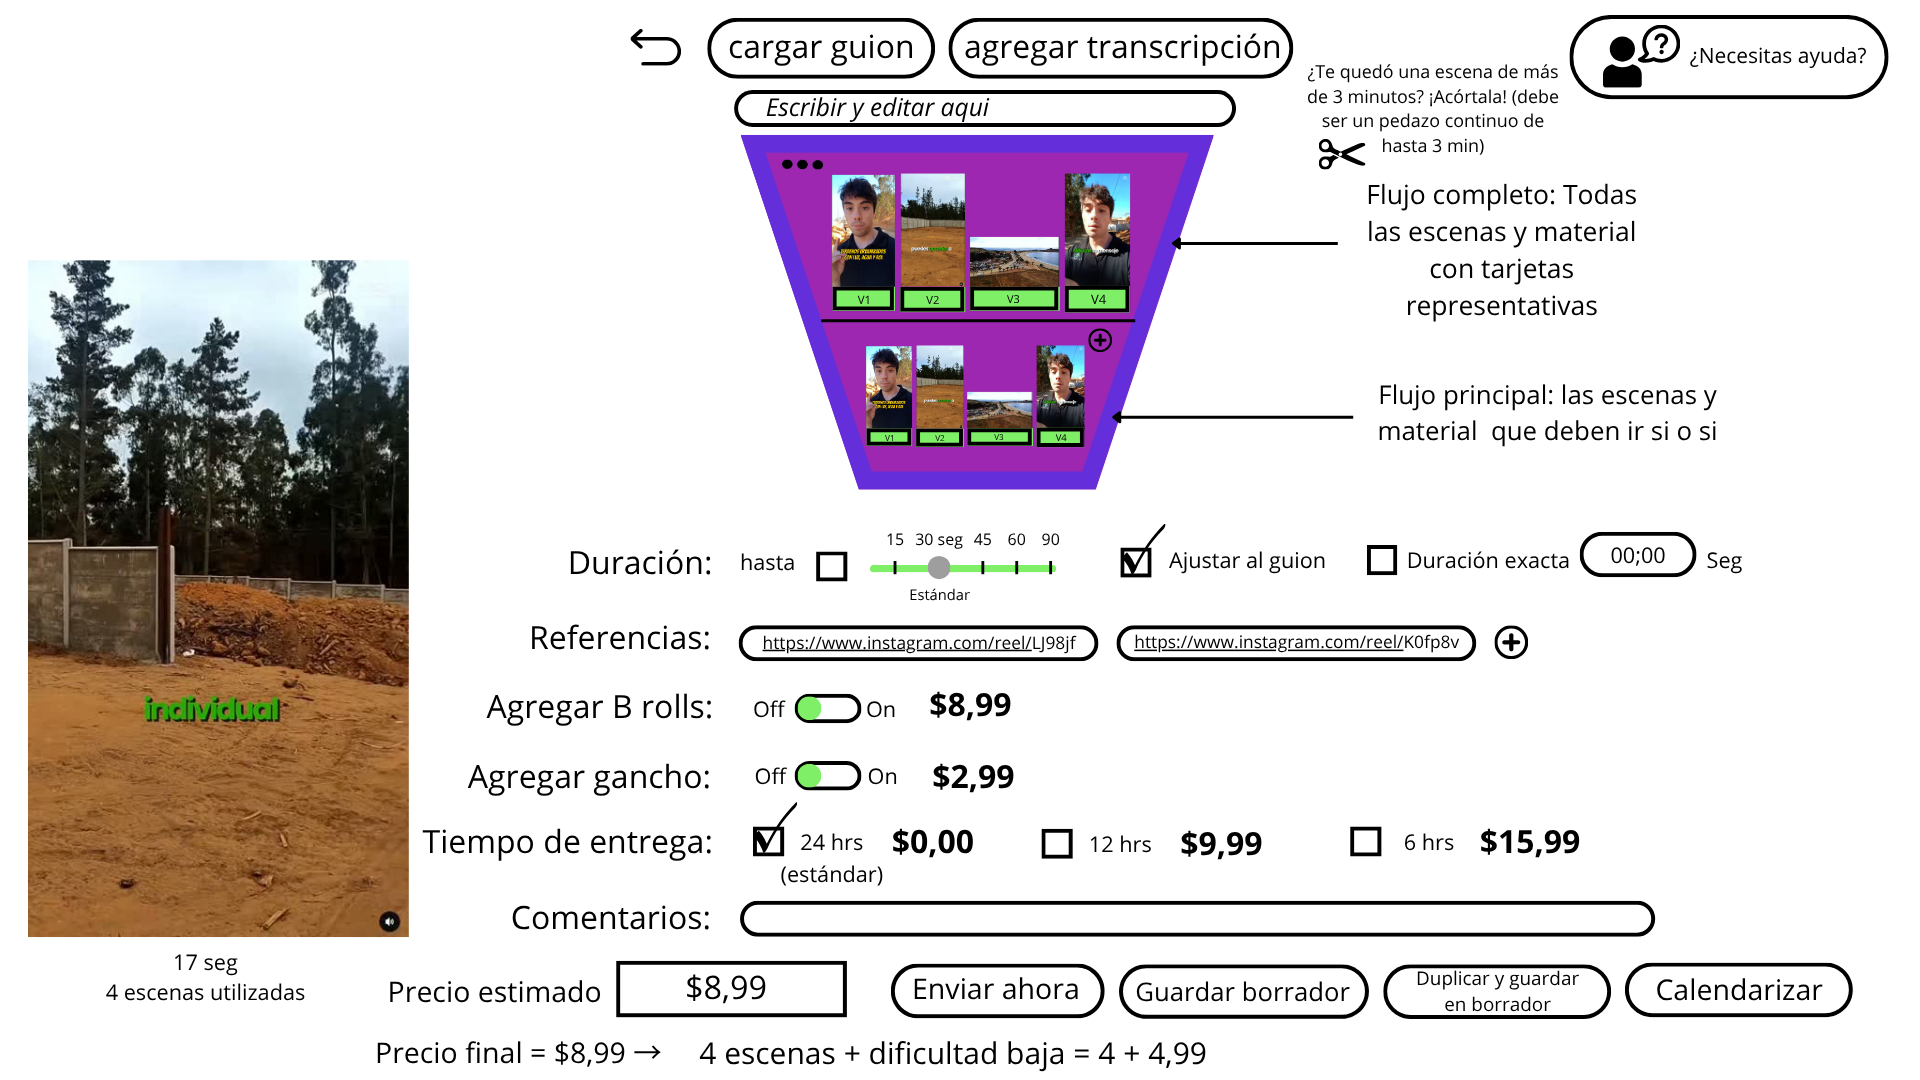 cargar guion
agregar transcripción
¿Necesitas ayuda?
¿Te quedó una escena de más
de 3 minutos? ¡Acórtala! (debe
ser un pedazo continuo de
hasta 3 min)
Escribir y editar aqui
V1
V2
V3
V4
Flujo completo: Todas
las escenas y material
con tarjetas
representativas
V1
V2
V3
V4
Flujo principal: las escenas y
material que deben ir si o si
individual
17 seg
4 escenas utilizadas
Duración:
hasta
15 30 seg 45 60 90
Estándar
Ajustar al guion
Duración exacta
00;00
Seg
Referencias:
https://www.instagram.com/reel/LJ98jf
https://www.instagram.com/reel/K0fp8v
Agregar B rolls:
Off On $8,99
Agregar gancho:
Off On $2,99
Tiempo de entrega:
24 hrs $0,00
(estándar)
12 hrs $9,99
6 hrs $15,99
Comentarios:
Precio estimado
$8,99
Enviar ahora
Guardar borrador
Duplicar y guardar
en borrador
Calendarizar
Precio final = $8,99 → 4 escenas + dificultad baja = 4 + 4,99